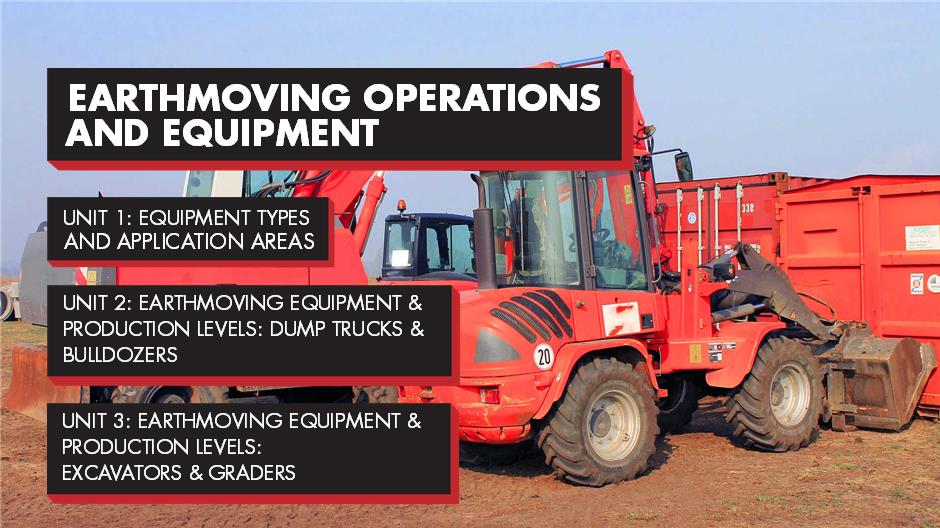 EARTHMOVING OPERATIONS
AND EQUIPMENT
UNIT 1: EQUIPMENT TYPES
AND APPLICATION AREAS
UNIT 2: EARTHMOVING EQUIPMENT &
PRODUCTION LEVELS: DUMP TRUCKS &
BULLDOZERS
UNIT 3: EARTHMOVING EQUIPMENT &
PRODUCTION LEVELS:
EXCAVATORS & GRADERS
20
338